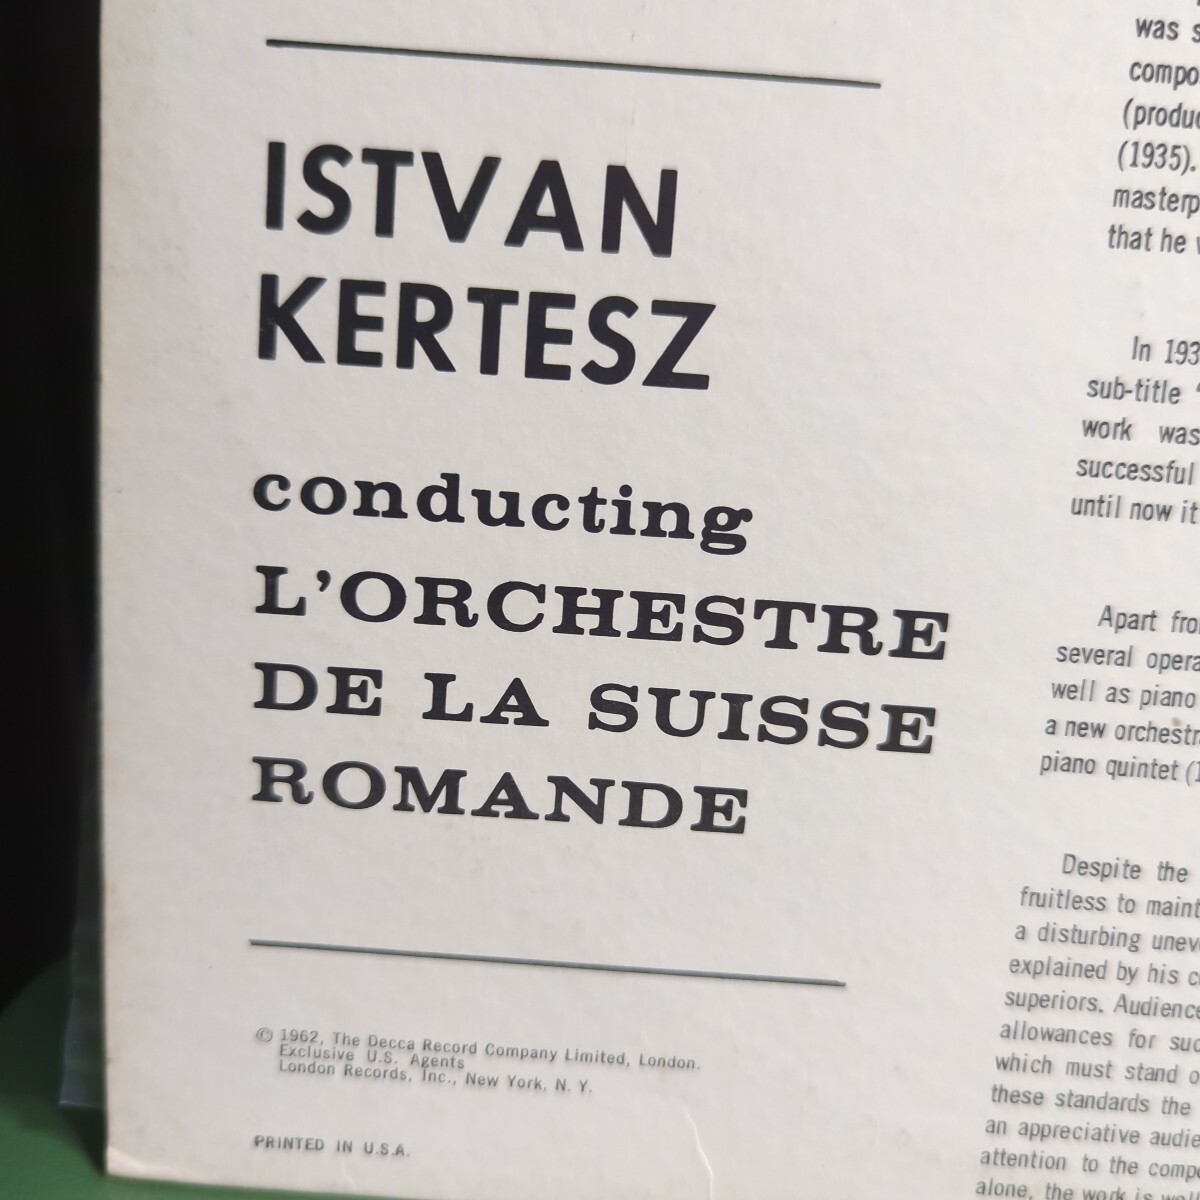 ISTVAN
KERTESZ
conducting
L'ORCHESTRE
DE LA SUISSE
ROMANDE
© 1962, The Decca Record Company Limited, London.
Exclusive U.S. Agents
London Records, Inc., New York, N. Y.
PRINTED IN U.S.A.
was
(1935).
that he
In
sub-title
work was
successful
until now it
Apart
several
well as piano
a new
piano quintet
Despite the
fruitless to
a disturbing
explained by his
superiors.
allowances for
which must stand
these standards the
an appreciative
attention to the
alone, the work is